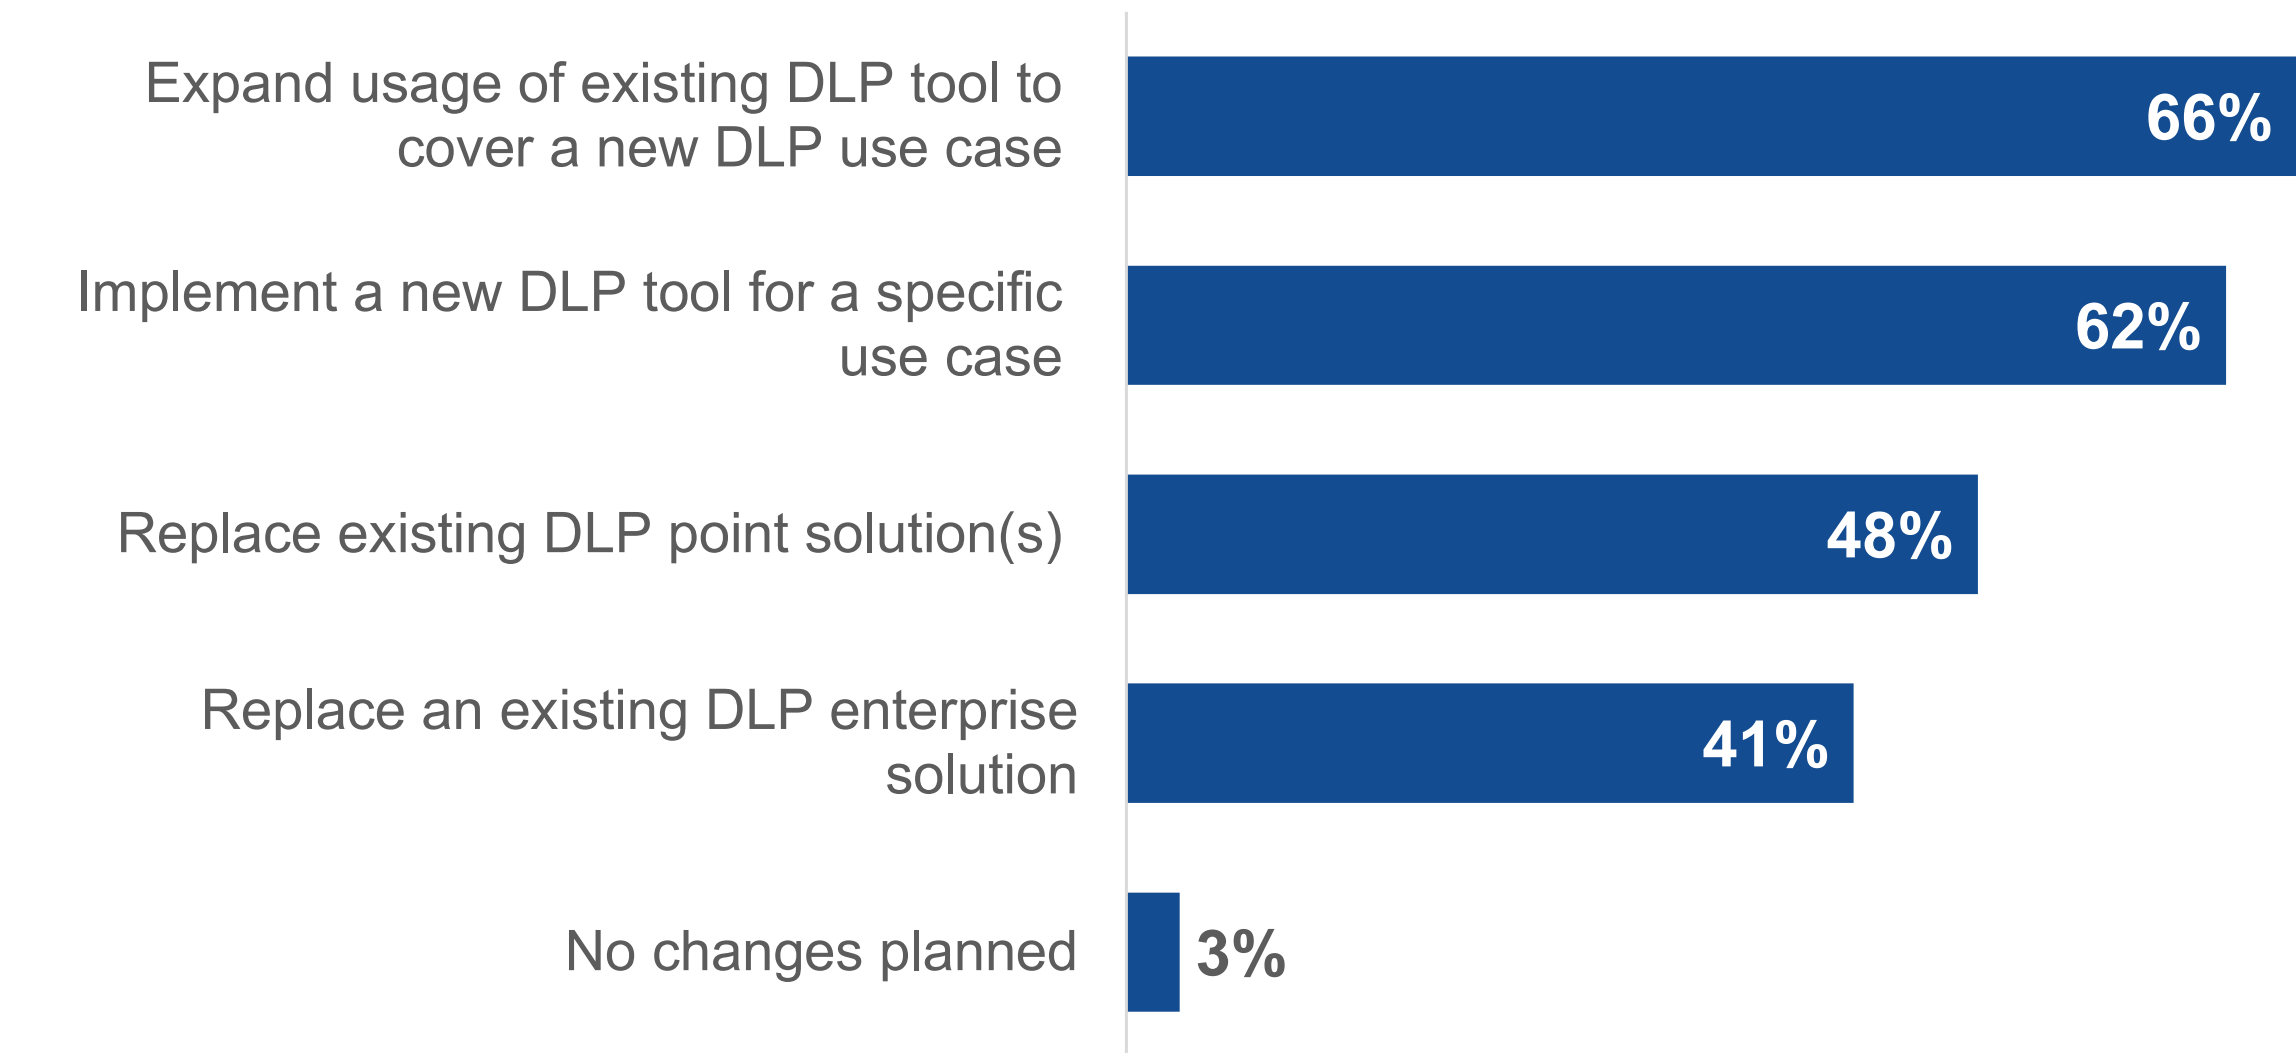 Expand usage of existing DLP tool to
cover a new DLP use case
66%
Implement a new DLP tool for a specific
use case
62%
Replace existing DLP point solution(s)
48%
Replace an existing DLP enterprise
solution
41%
No changes planned
3%